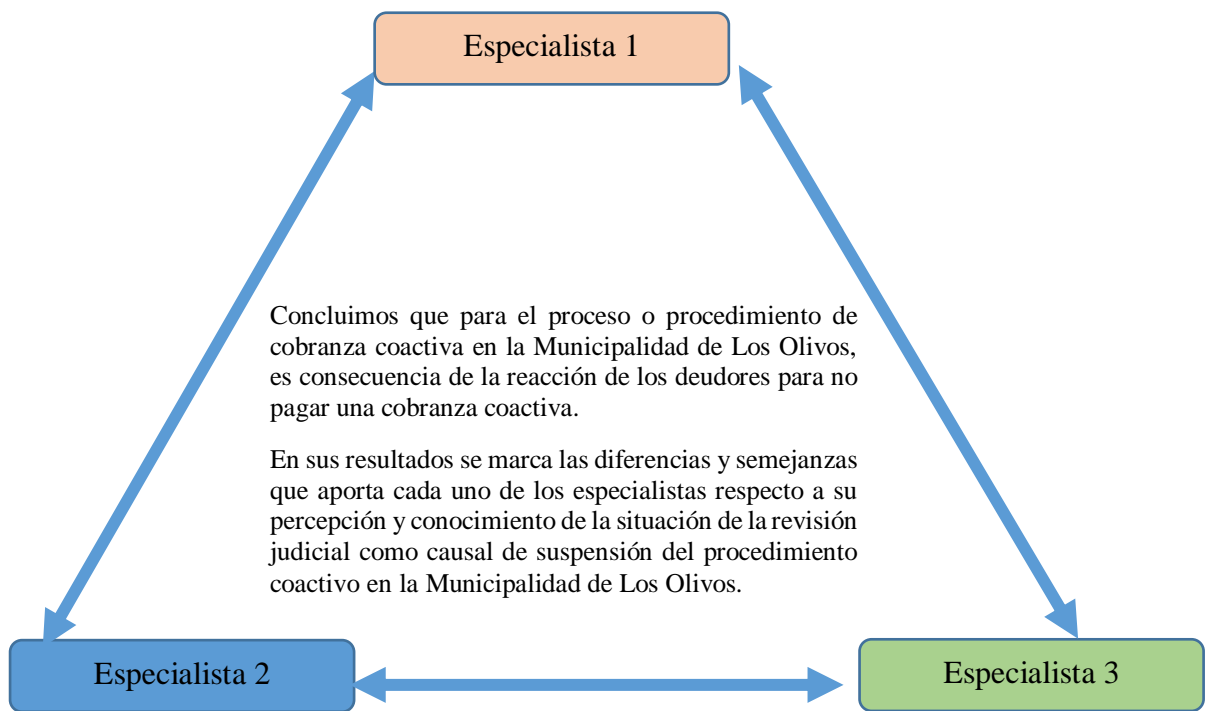 Especialista 1
Concluimos que para el proceso o procedimiento de
cobranza coactiva en la Municipalidad de Los Olivos,
es consecuencia de la reacción de los deudores para no
pagar una cobranza coactiva.
En sus resultados se marca las diferencias y semejanzas
que aporta cada uno de los especialistas respecto a su
percepción y conocimiento de la situación de la revisión
judicial como causal de suspensión del procedimiento
coactivo en la Municipalidad de Los Olivos.
Especialista 2
Especialista 3